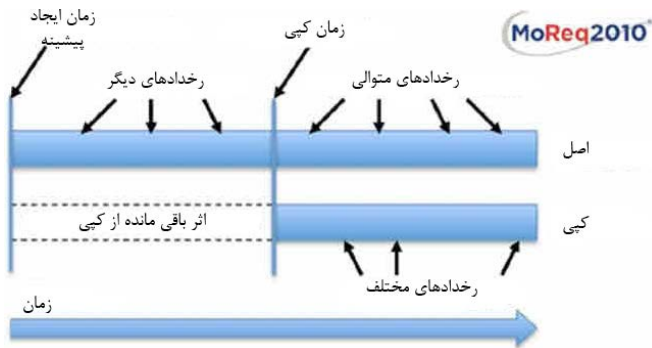 زمان ایجاد
پیشینه
زمان کپی
MoReq2010®
رخدادهای دیگر
رخدادهای متوالی
اصل
اثر باقی مانده از کپی
کپی
رخدادهای مختلف
زمان